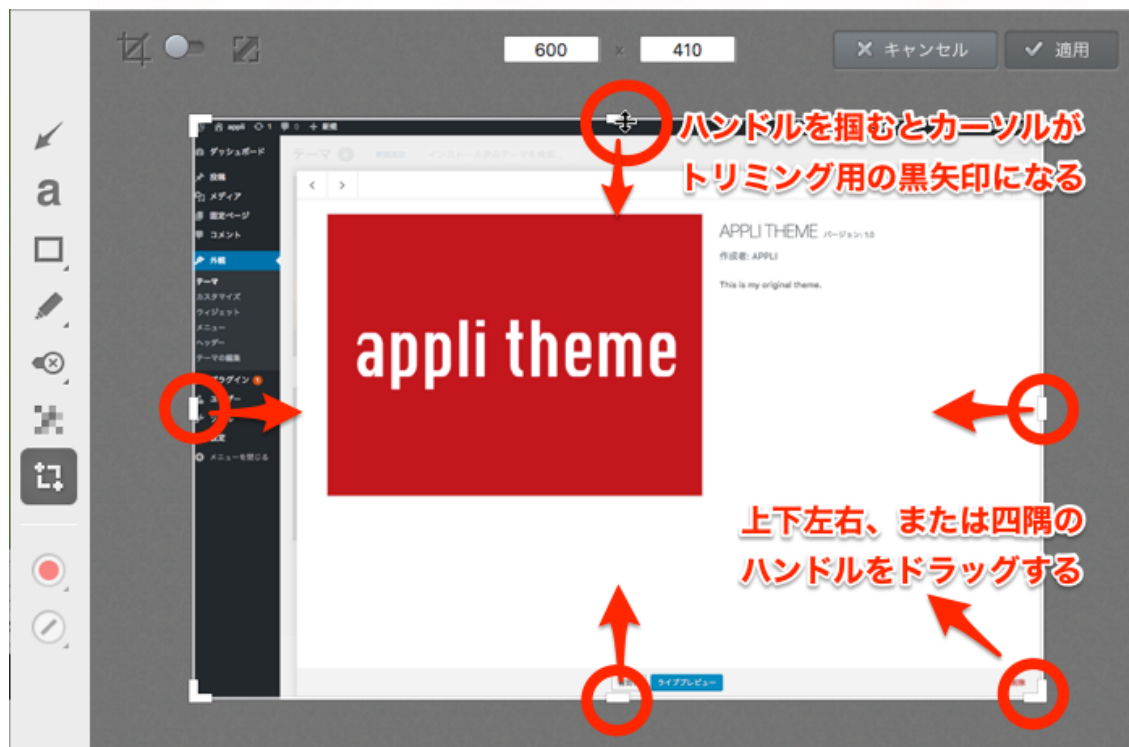 600 × 410
キャンセル
適用
ハンドルを掴むとカーソルが
トリミング用の黒矢印になる
appli 1 0 + 新規
ダッシュボード
投稿
メディア
固定ページ
コメント
外観
テーマ
カスタマイズ
ウィジェット
メニュー
ヘッダー
テーマの編集
プラグイン 1
設定
メニューを閉じる
テーマ
appli theme
APPLI THEME バージョン: 1.0
作成者: APPLI
This is my original theme.
上下左右、または四隅の
ハンドルをドラッグする
ライブプレビュー
a